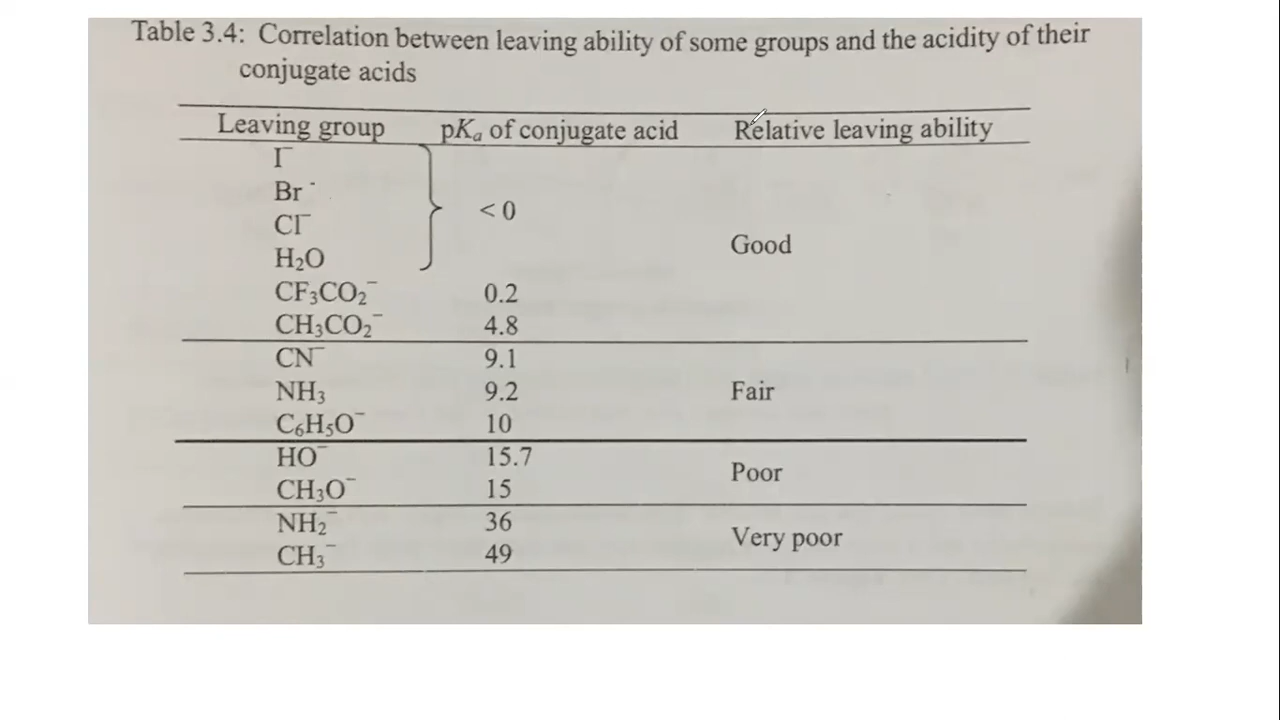 Table 3.4: Correlation between leaving ability of some groups and the acidity of their
conjugate acids
Leaving group pKₐ of conjugate acid Relative leaving ability
I⁻
Br⁻
Cl⁻
H₂O
< 0
Good
CF₃CO₂⁻ 0.2
CH₃CO₂⁻ 4.8
CN⁻ 9.1
NH₃ 9.2 Fair
C₆H₅O⁻ 10
HO⁻ 15.7
Poor
CH₃O⁻ 15
NH₂⁻ 36
Very poor
CH₃⁻ 49